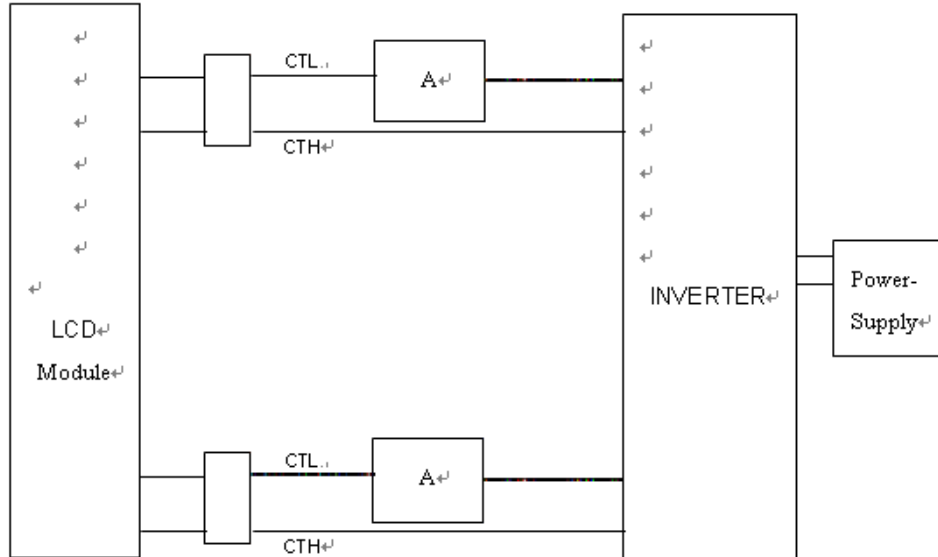 CTL
A
CTH
LCD
Module
INVERTER
Power-
Supply
CTL
A
CTH